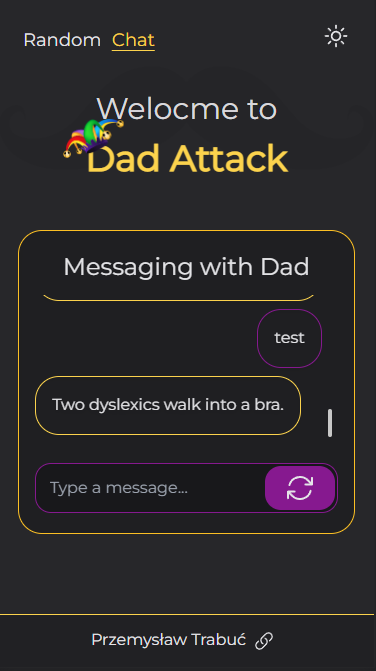 Random Chat
Welocme to
Dad Attack
Messaging with Dad
test
Two dyslexics walk into a bra.
Type a message...
Przemysław Trabuć